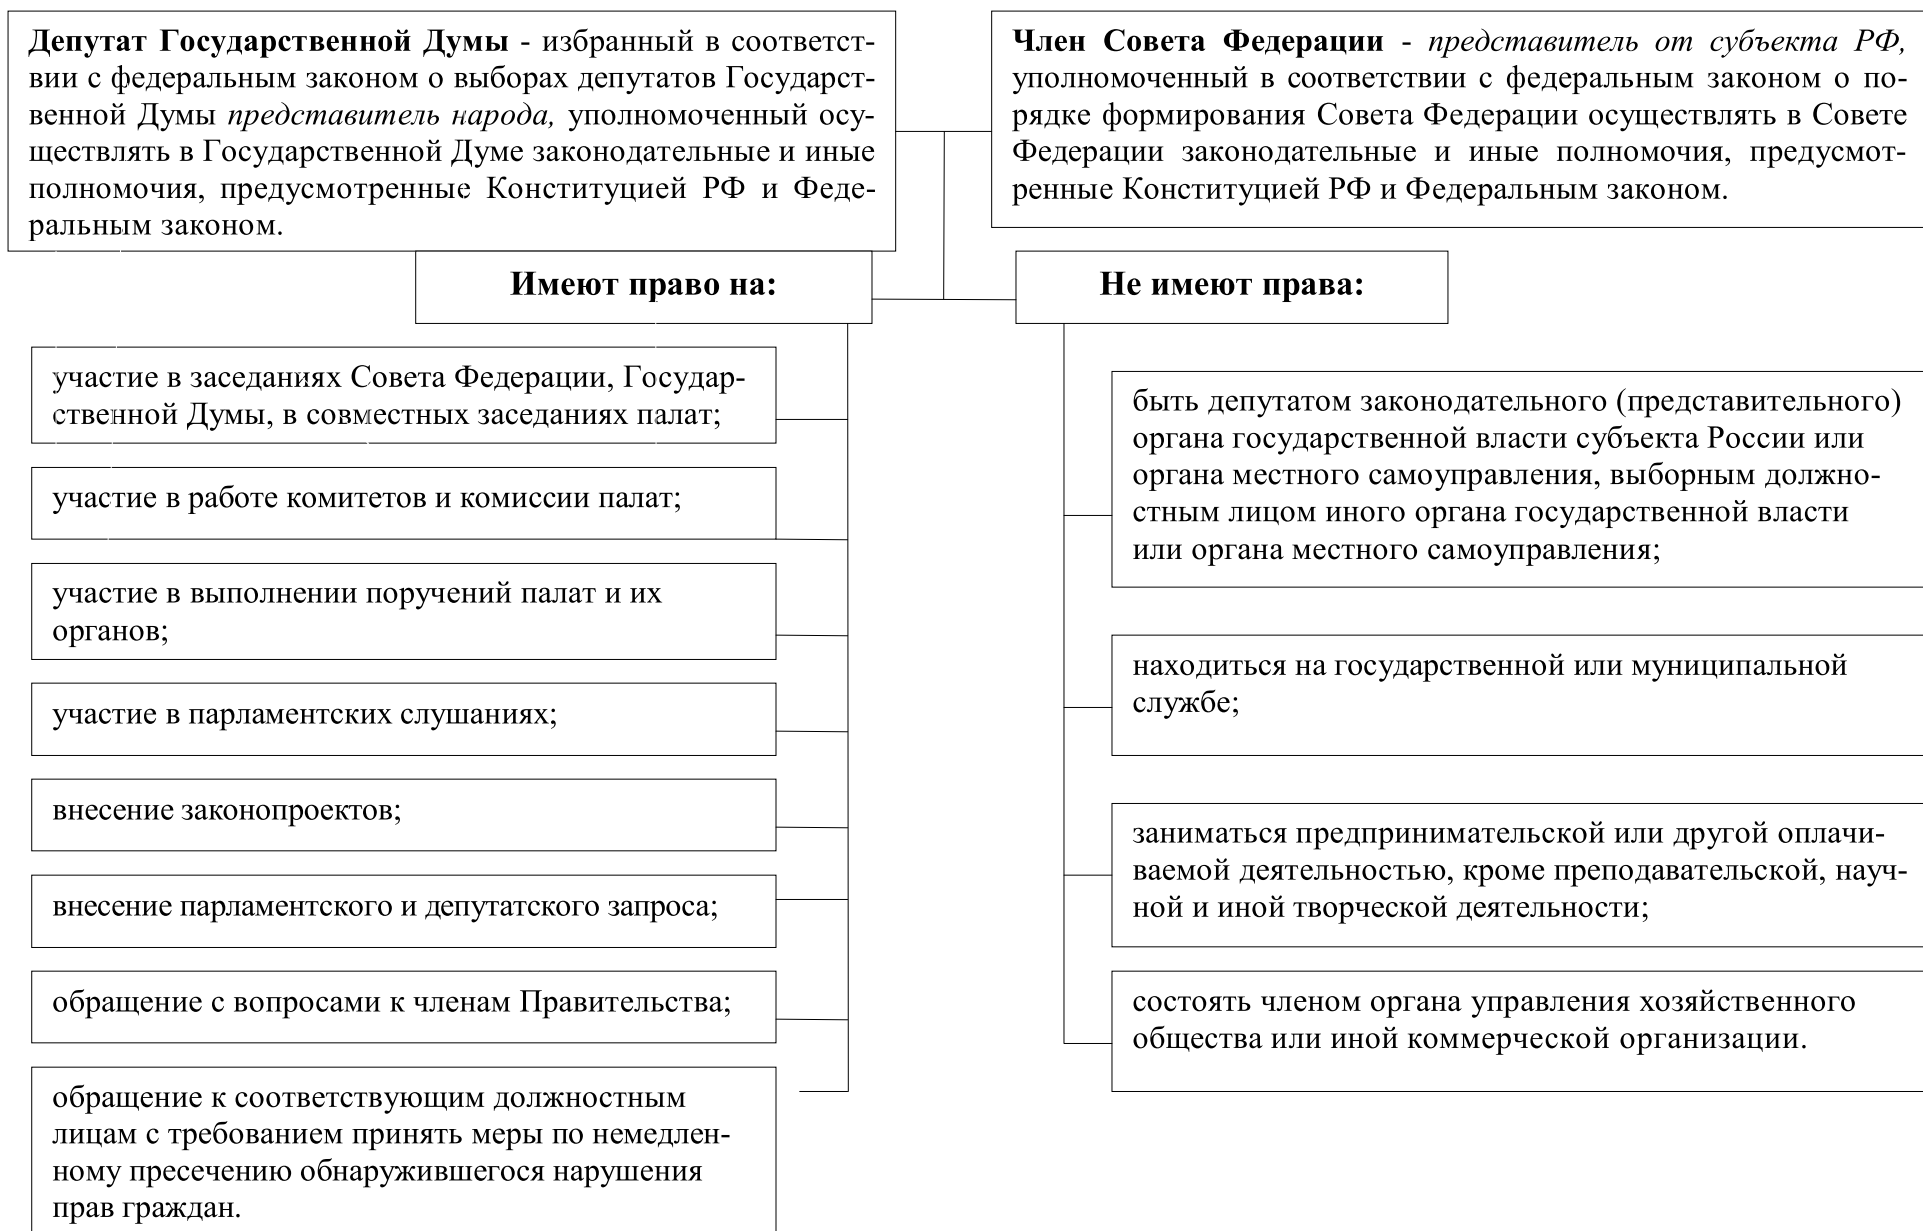 Депутат Государственной Думы - избранный в соответст-
вии с федеральным законом о выборах депутатов Государст-
венной Думы представитель народа, уполномоченный осу-
ществлять в Государственной Думе законодательные и иные
полномочия, предусмотренные Конституцией РФ и Феде-
ральным законом.
Член Совета Федерации - представитель от субъекта РФ,
уполномоченный в соответствии с федеральным законом о по-
рядке формирования Совета Федерации осуществлять в Совете
Федерации законодательные и иные полномочия, предусмот-
ренные Конституцией РФ и Федеральным законом.
Имеют право на:
участие в заседаниях Совета Федерации, Государ-
ственной Думы, в совместных заседаниях палат;
участие в работе комитетов и комиссии палат;
участие в выполнении поручений палат и их
органов;
участие в парламентских слушаниях;
внесение законопроектов;
внесение парламентского и депутатского запроса;
обращение с вопросами к членам Правительства;
обращение к соответствующим должностным
лицам с требованием принять меры по немедлен-
ному пресечению обнаружившегося нарушения
прав граждан.
Не имеют права:
быть депутатом законодательного (представительного)
органа государственной власти субъекта России или
органа местного самоуправления, выборным должно-
стным лицом иного органа государственной власти
или органа местного самоуправления;
находиться на государственной или муниципальной
службе;
заниматься предпринимательской или другой оплачи-
ваемой деятельностью, кроме преподавательской, науч-
ной и иной творческой деятельности;
состоять членом органа управления хозяйственного
общества или иной коммерческой организации.